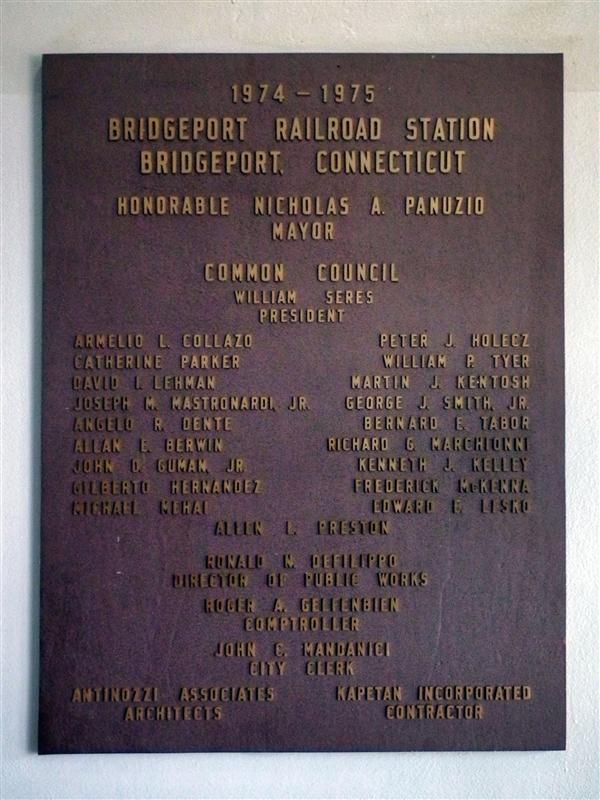 1974 – 1975
BRIDGEPORT RAILROAD STATION
BRIDGEPORT, CONNECTICUT
HONORABLE NICHOLAS A. PANUZIO
MAYOR
COMMON COUNCIL
WILLIAM SERES
PRESIDENT
ARMELIO L. COLLAZO PETER J. HOLECZ
CATHERINE PARKER WILLIAM P. TYER
DAVID I. LEHMAN MARTIN J. KENTOSH
JOSEPH M. MASTRONARDI, JR. GEORGE J. SMITH, JR.
ANGELO R. DENTE BERNARD E. TABOR
ALLAN E. BERWIN RICHARD G. MARCHIONNI
JOHN D. GUMAN, JR. KENNETH J. KELLEY
GILBERTO HERNANDEZ FREDERICK McKENNA
MICHAEL MEHAI EDWARD E. LESKO
ALLEN L. PRESTON
RONALD N. DEFILIPPO
DIRECTOR OF PUBLIC WORKS
ROGER A. GELFENBIEN
COMPTROLLER
JOHN C. MANDANICI
CITY CLERK
ANTINOZZI ASSOCIATES KAPETAN INCORPORATED
ARCHITECTS CONTRACTOR